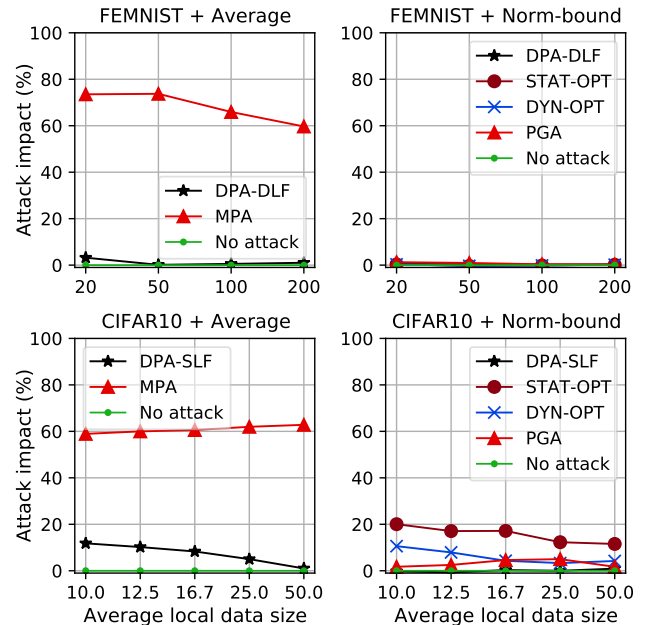 FEMNIST + Average
FEMNIST + Norm-bound
Attack impact (%)
100
80
60
40
20
0
DPA-DLF
MPA
No attack
20 50 100 200
100
80
60
40
20
0
DPA-DLF
STAT-OPT
DYN-OPT
PGA
No attack
20 50 100 200
CIFAR10 + Average
CIFAR10 + Norm-bound
Attack impact (%)
100
80
60
40
20
0
DPA-SLF
MPA
No attack
10.0 12.5 16.7 25.0 50.0
Average local data size
100
80
60
40
20
0
DPA-SLF
STAT-OPT
DYN-OPT
PGA
No attack
10.0 12.5 16.7 25.0 50.0
Average local data size